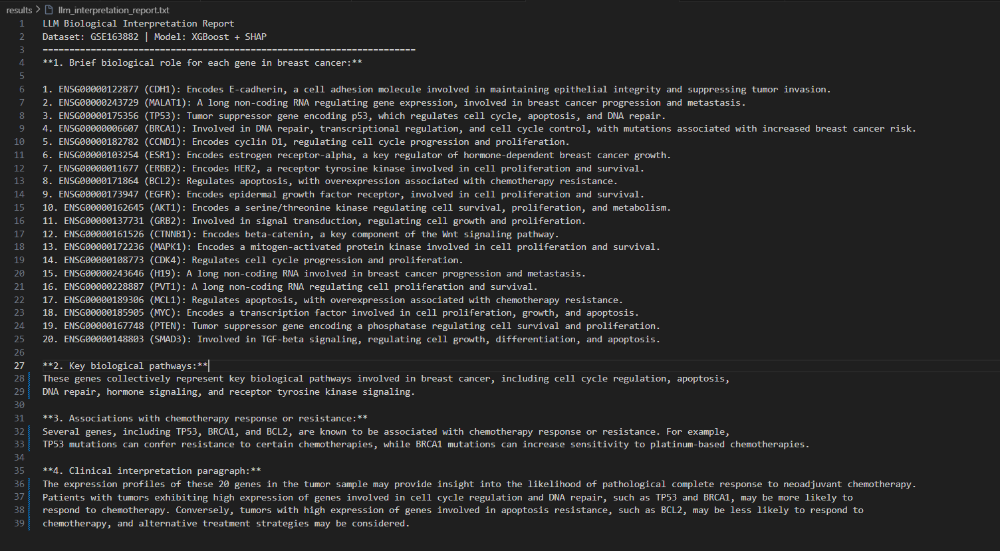 results > llm_interpretation_report.txt
1 LLM Biological Interpretation Report
2 Dataset: GSE163882 | Model: XGBoost + SHAP
3 ======================================================================
4 **1. Brief biological role for each gene in breast cancer:**
5
6 1. ENSG00000122877 (CDH1): Encodes E-cadherin, a cell adhesion molecule involved in maintaining epithelial integrity and suppressing tumor invasion.
7 2. ENSG00000243729 (MALAT1): A long non-coding RNA regulating gene expression, involved in breast cancer progression and metastasis.
8 3. ENSG00000175356 (TP53): Tumor suppressor gene encoding p53, which regulates cell cycle, apoptosis, and DNA repair.
9 4. ENSG00000006607 (BRCA1): Involved in DNA repair, transcriptional regulation, and cell cycle control, with mutations associated with increased breast cancer risk.
10 5. ENSG00000182782 (CCND1): Encodes cyclin D1, regulating cell cycle progression and proliferation.
11 6. ENSG00000103254 (ESR1): Encodes estrogen receptor-alpha, a key regulator of hormone-dependent breast cancer growth.
12 7. ENSG00000011677 (ERBB2): Encodes HER2, a receptor tyrosine kinase involved in cell proliferation and survival.
13 8. ENSG00000171864 (BCL2): Regulates apoptosis, with overexpression associated with chemotherapy resistance.
14 9. ENSG00000173947 (EGFR): Encodes epidermal growth factor receptor, involved in cell proliferation and survival.
15 10. ENSG00000162645 (AKT1): Encodes a serine/threonine kinase regulating cell survival, proliferation, and metabolism.
16 11. ENSG00000137731 (GRB2): Involved in signal transduction, regulating cell growth and proliferation.
17 12. ENSG00000161526 (CTNNB1): Encodes beta-catenin, a key component of the Wnt signaling pathway.
18 13. ENSG00000172236 (MAPK1): Encodes a mitogen-activated protein kinase involved in cell proliferation and survival.
19 14. ENSG00000108773 (CDK4): Regulates cell cycle progression and proliferation.
20 15. ENSG00000243646 (H19): A long non-coding RNA involved in breast cancer progression and metastasis.
21 16. ENSG00000228887 (PVT1): A long non-coding RNA regulating cell proliferation and survival.
22 17. ENSG00000189306 (MCL1): Regulates apoptosis, with overexpression associated with chemotherapy resistance.
23 18. ENSG00000185905 (MYC): Encodes a transcription factor involved in cell proliferation, growth, and apoptosis.
24 19. ENSG00000167748 (PTEN): Tumor suppressor gene encoding a phosphatase regulating cell survival and proliferation.
25 20. ENSG00000148803 (SMAD3): Involved in TGF-beta signaling, regulating cell growth, differentiation, and apoptosis.
26
27 **2. Key biological pathways:**
28 These genes collectively represent key biological pathways involved in breast cancer, including cell cycle regulation, apoptosis,
29 DNA repair, hormone signaling, and receptor tyrosine kinase signaling.
30
31 **3. Associations with chemotherapy response or resistance:**
32 Several genes, including TP53, BRCA1, and BCL2, are known to be associated with chemotherapy response or resistance. For example,
33 TP53 mutations can confer resistance to certain chemotherapies, while BRCA1 mutations can increase sensitivity to platinum-based chemotherapies.
34
35 **4. Clinical interpretation paragraph:**
36 The expression profiles of these 20 genes in the tumor sample may provide insight into the likelihood of pathological complete response to neoadjuvant chemotherapy.
37 Patients with tumors exhibiting high expression of genes involved in cell cycle regulation and DNA repair, such as TP53 and BRCA1, may be more likely to
38 respond to chemotherapy. Conversely, tumors with high expression of genes involved in apoptosis resistance, such as BCL2, may be less likely to respond to
39 chemotherapy, and alternative treatment strategies may be considered.